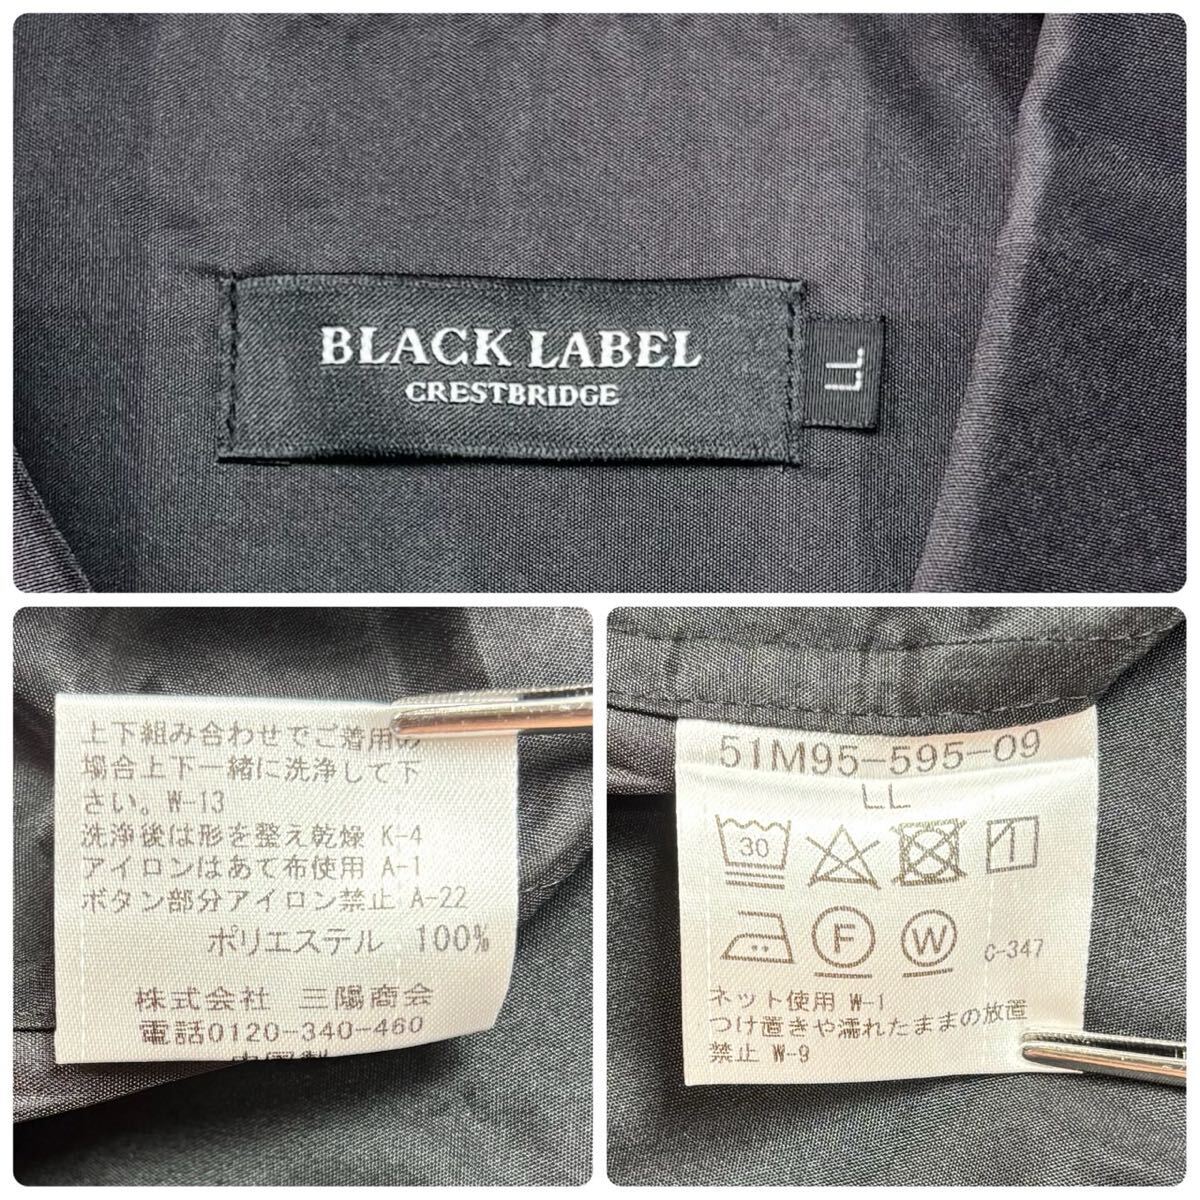 BLACK LABEL
CRESTBRIDGE
LL
上下組み合わせでご着用の
場合上下一緒に洗浄して下
さい。W-13
洗浄後は形を整え乾燥 K-4
アイロンはあて布使用 A-1
ボタン部分アイロン禁止 A-22
ポリエステル 100%
株式会社 三陽商会
電話0120-340-460
中国製
51M95-595-09
LL
30
F W C-347
ネット使用 W-1
つけ置きや濡れたままの放置
禁止 W-9